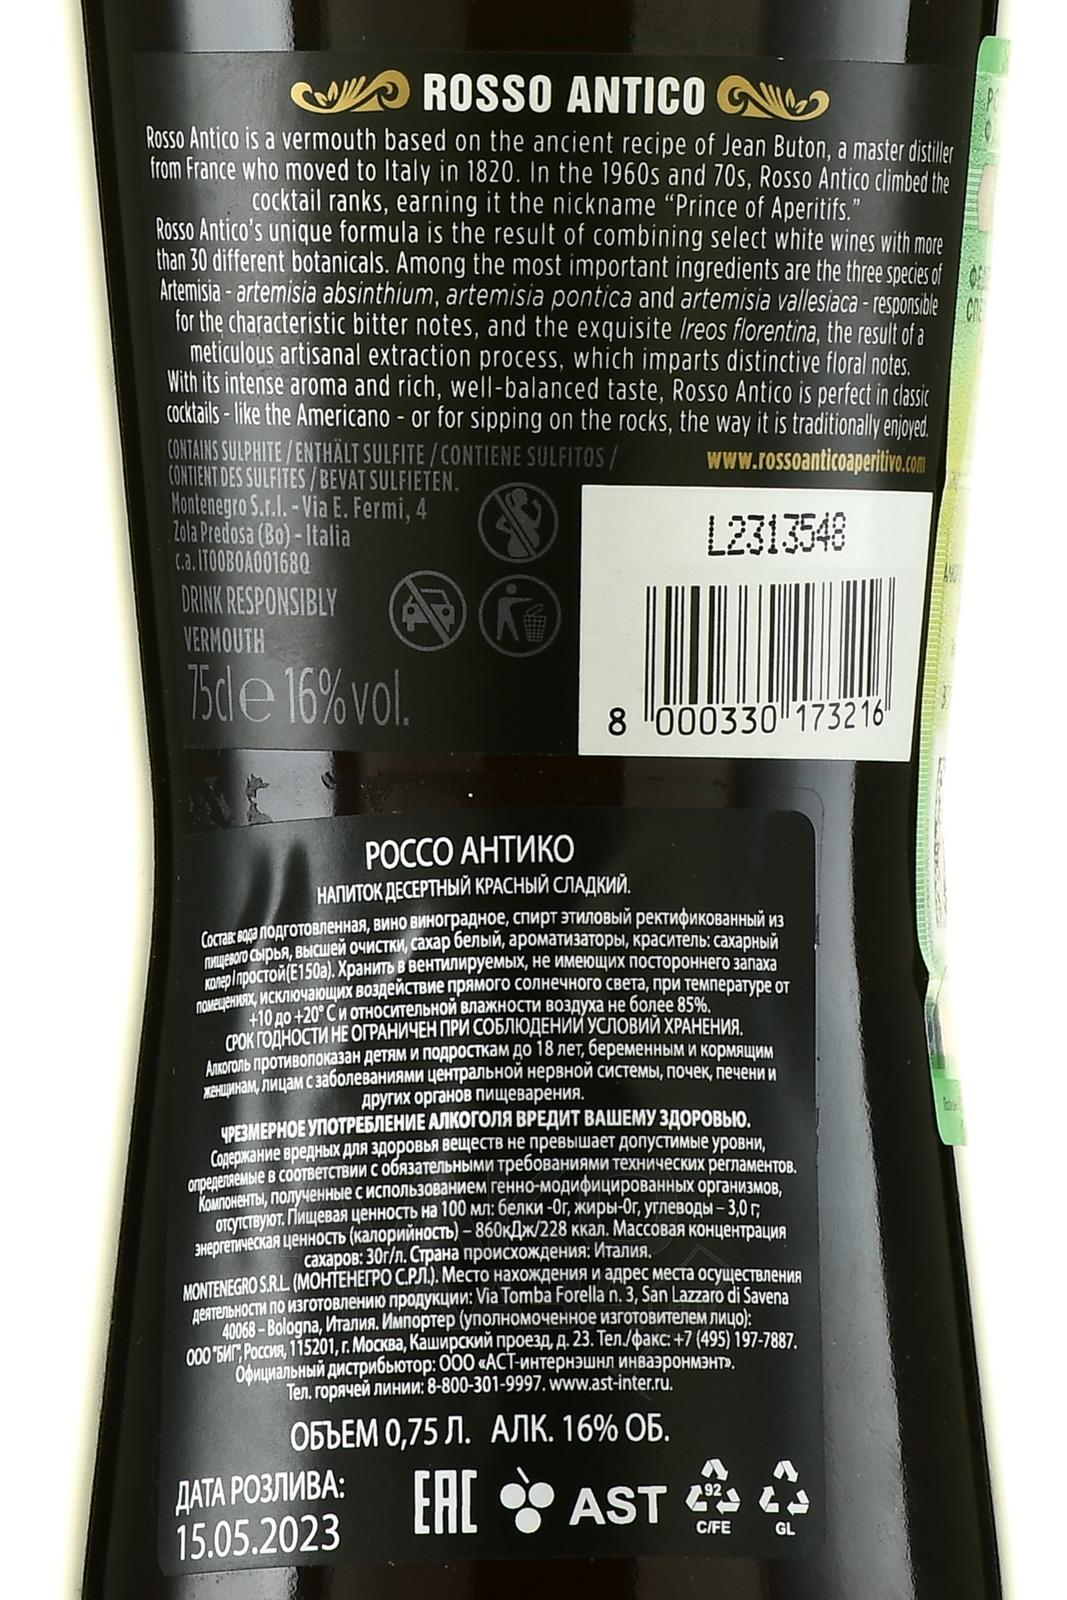 ROSSO ANTICO
Rosso Antico is a vermouth based on the ancient recipe of Jean Buton, a master distiller
from France who moved to Italy in 1820. In the 1960s and 70s, Rosso Antico climbed the
cocktail ranks, earning it the nickname “Prince of Aperitifs.”
Rosso Antico’s unique formula is the result of combining select white wines with more
than 30 different botanicals. Among the most important ingredients are the three species of
Artemisia - artemisia absinthium, artemisia pontica and artemisia vallesiaca - responsible
for the characteristic bitter notes, and the exquisite Ireos florentina, the result of a
meticulous artisanal extraction process, which imparts distinctive floral notes.
With its intense aroma and rich, well-balanced taste, Rosso Antico is perfect in classic
cocktails - like the Americano - or for sipping on the rocks, the way it is traditionally enjoyed.
CONTAINS SULPHITE / ENTHÄLT SULFITE / CONTIENE SULFITOS /
CONTIENT DES SULFITES / BEVAT SULFIETEN.
www.rossoanticoaperitivo.com
Montenegro S.r.l. - Via E. Fermi, 4
Zola Predosa (Bo) - Italia
c.a. IT00BOA00168Q
DRINK RESPONSIBLY
VERMOUTH
75cl e 16% vol.
L2313548
8 000330 173216
РОССО АНТИКО
НАПИТОК ДЕСЕРТНЫЙ КРАСНЫЙ СЛАДКИЙ.
Состав: вода подготовленная, вино виноградное, спирт этиловый ректификованный из
пищевого сырья, высшей очистки, сахар белый, ароматизаторы, краситель: сахарный
колер I простой(Е150а). Хранить в вентилируемых, не имеющих постороннего запаха
помещениях, исключающих воздействие прямого солнечного света, при температуре от
+10 до +20° С и относительной влажности воздуха не более 85%.
СРОК ГОДНОСТИ НЕ ОГРАНИЧЕН ПРИ СОБЛЮДЕНИИ УСЛОВИЙ ХРАНЕНИЯ.
Алкоголь противопоказан детям и подросткам до 18 лет, беременным и кормящим
женщинам, лицам с заболеваниями центральной нервной системы, почек, печени и
других органов пищеварения.
ЧРЕЗМЕРНОЕ УПОТРЕБЛЕНИЕ АЛКОГОЛЯ ВРЕДИТ ВАШЕМУ ЗДОРОВЬЮ.
Содержание вредных для здоровья веществ не превышает допустимые уровни,
определяемые в соответствии с обязательными требованиями технических регламентов.
Компоненты, полученные с использованием генно-модифицированных организмов,
отсутствуют. Пищевая ценность на 100 мл: белки -0г, жиры-0г, углеводы – 3,0 г;
энергетическая ценность (калорийность) – 860кДж/228 ккал. Массовая концентрация
сахаров: 30г/л. Страна происхождения: Италия.
MONTENEGRO S.R.L. (МОНТЕНЕГРО С.Р.Л.). Место нахождения и адрес места осуществления
деятельности по изготовлению продукции: Via Tomba Forella n. 3, San Lazzaro di Savena
40068 – Bologna, Италия. Импортер (уполномоченное изготовителем лицо):
ООО "БИГ", Россия, 115201, г. Москва, Каширский проезд, д. 23. Тел./факс: +7 (495) 197-7887.
Официальный дистрибьютор: ООО «АСТ-интернэшнл инваэронмэнт».
Тел. горячей линии: 8-800-301-9997. www.ast-inter.ru.
ОБЪЕМ 0,75 Л. АЛК. 16% ОБ.
ДАТА РОЗЛИВА:
15.05.2023
EAC
AST
92
C/FE
GL